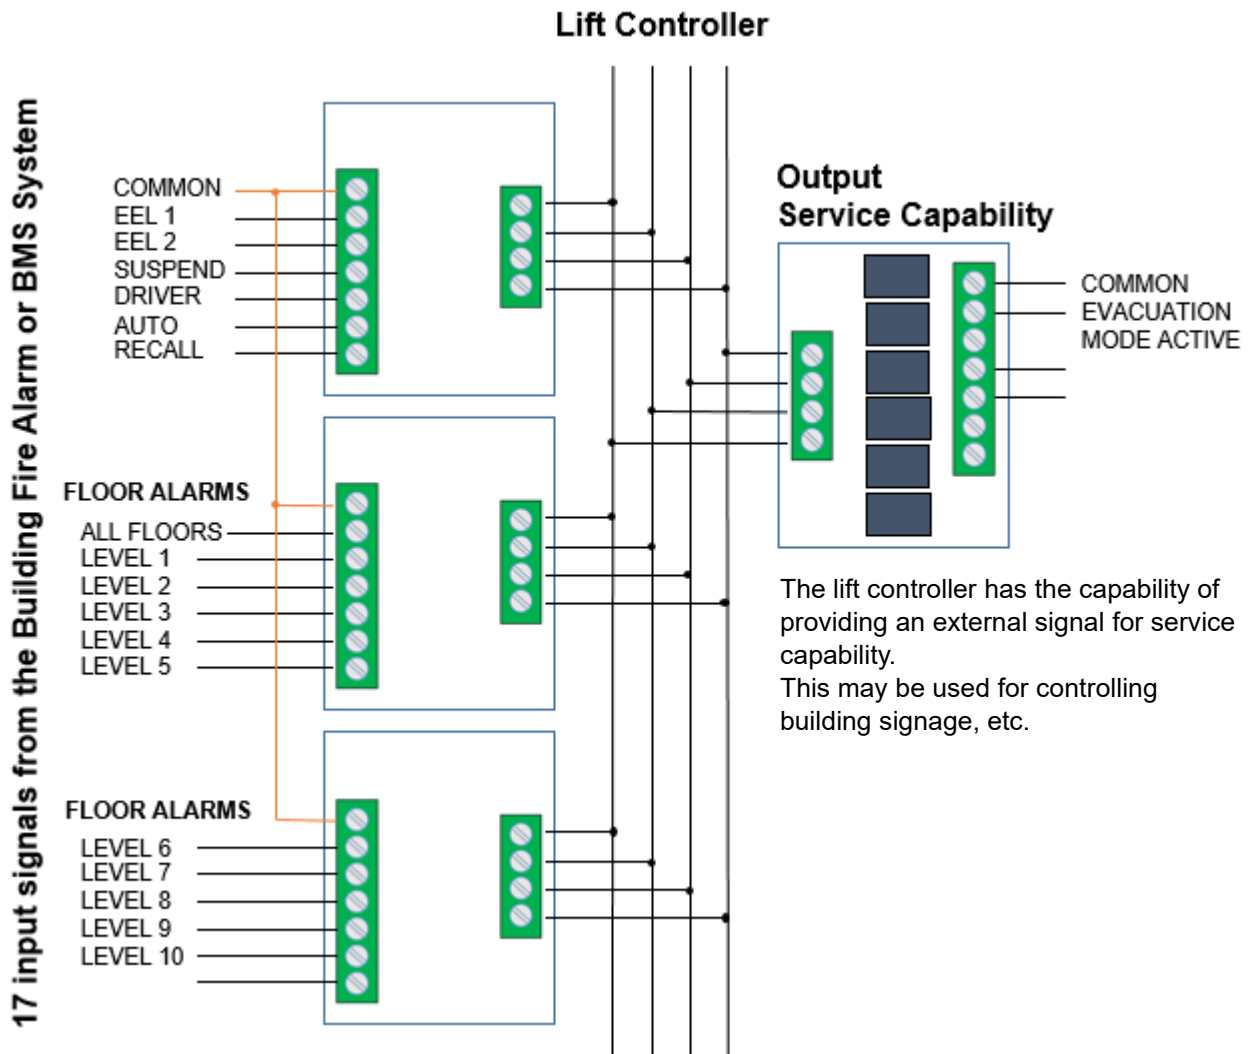 Lift Controller
17 input signals from the Building Fire Alarm or BMS System
COMMON
EEL 1
EEL 2
SUSPEND
DRIVER
AUTO
RECALL
FLOOR ALARMS
ALL FLOORS
LEVEL 1
LEVEL 2
LEVEL 3
LEVEL 4
LEVEL 5
FLOOR ALARMS
LEVEL 6
LEVEL 7
LEVEL 8
LEVEL 9
LEVEL 10
Output
Service Capability
COMMON
EVACUATION
MODE ACTIVE
The lift controller has the capability of
providing an external signal for service
capability.
This may be used for controlling
building signage, etc.